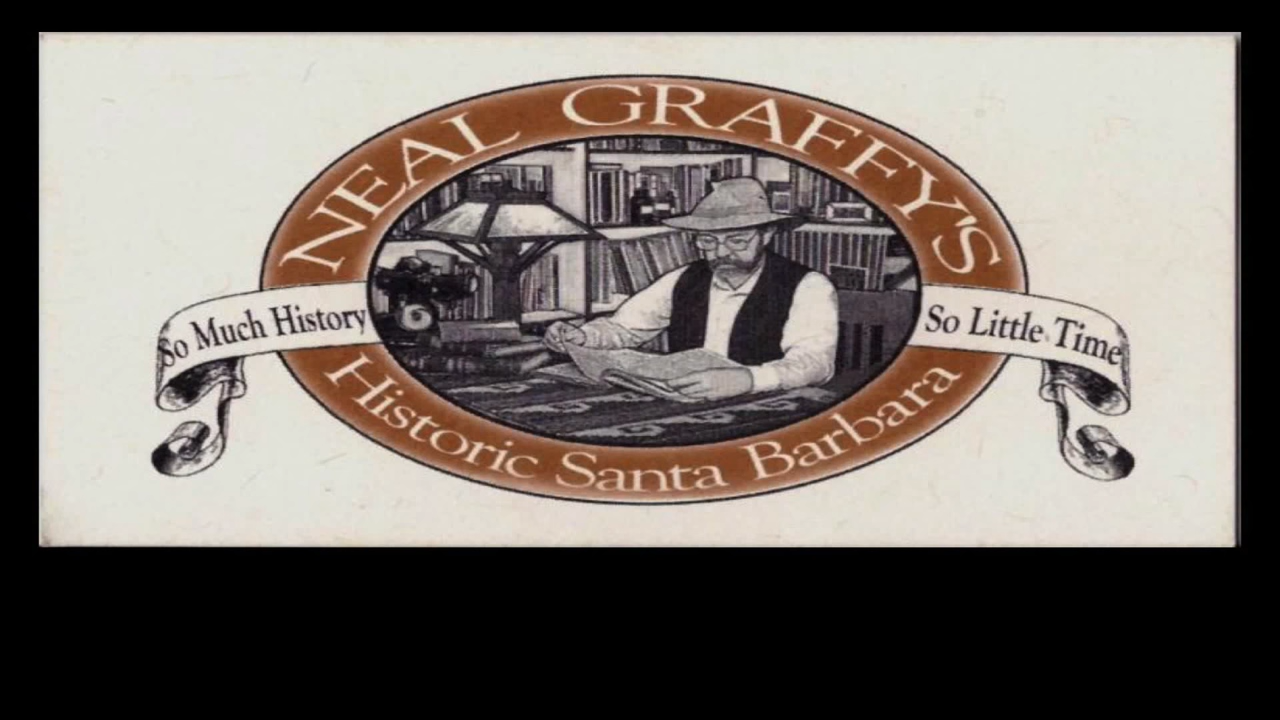 NEAL GRAFFY'S
So Much History
So Little Time
Historic Santa Barbara